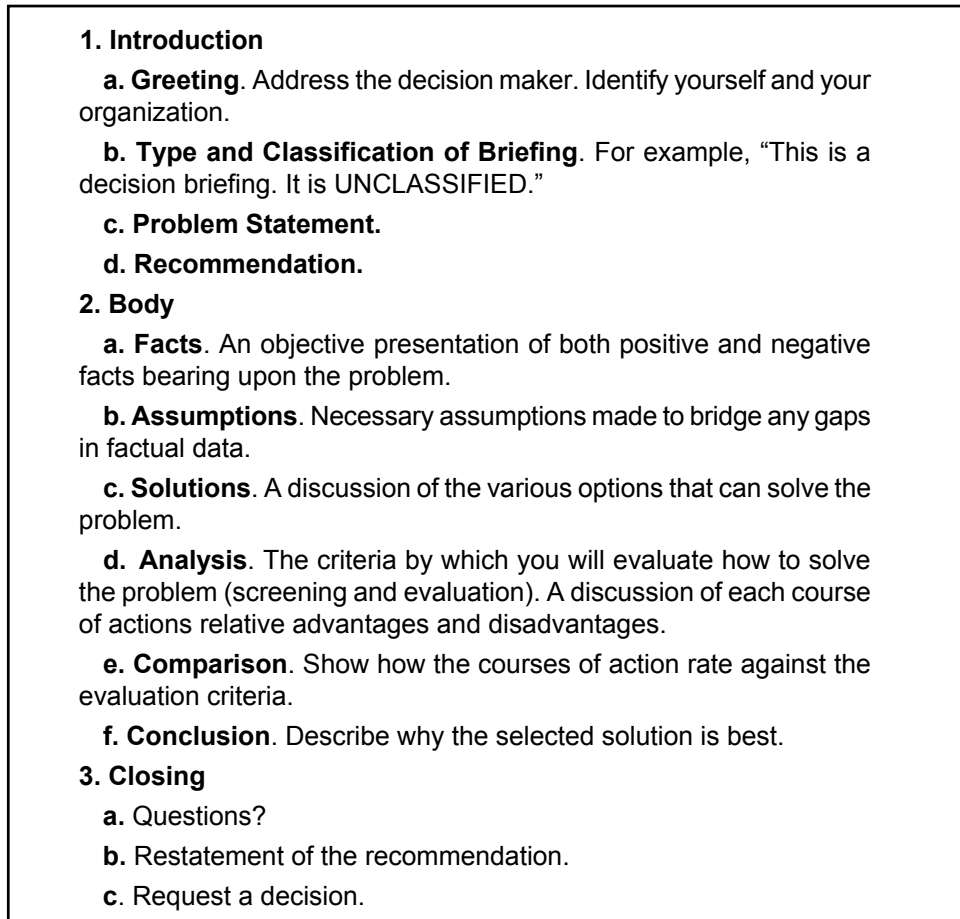 1. Introduction
a. Greeting. Address the decision maker. Identify yourself and your
organization.
b. Type and Classification of Briefing. For example, “This is a
decision briefing. It is UNCLASSIFIED.”
c. Problem Statement.
d. Recommendation.
2. Body
a. Facts. An objective presentation of both positive and negative
facts bearing upon the problem.
b. Assumptions. Necessary assumptions made to bridge any gaps
in factual data.
c. Solutions. A discussion of the various options that can solve the
problem.
d. Analysis. The criteria by which you will evaluate how to solve
the problem (screening and evaluation). A discussion of each course
of actions relative advantages and disadvantages.
e. Comparison. Show how the courses of action rate against the
evaluation criteria.
f. Conclusion. Describe why the selected solution is best.
3. Closing
a. Questions?
b. Restatement of the recommendation.
c. Request a decision.